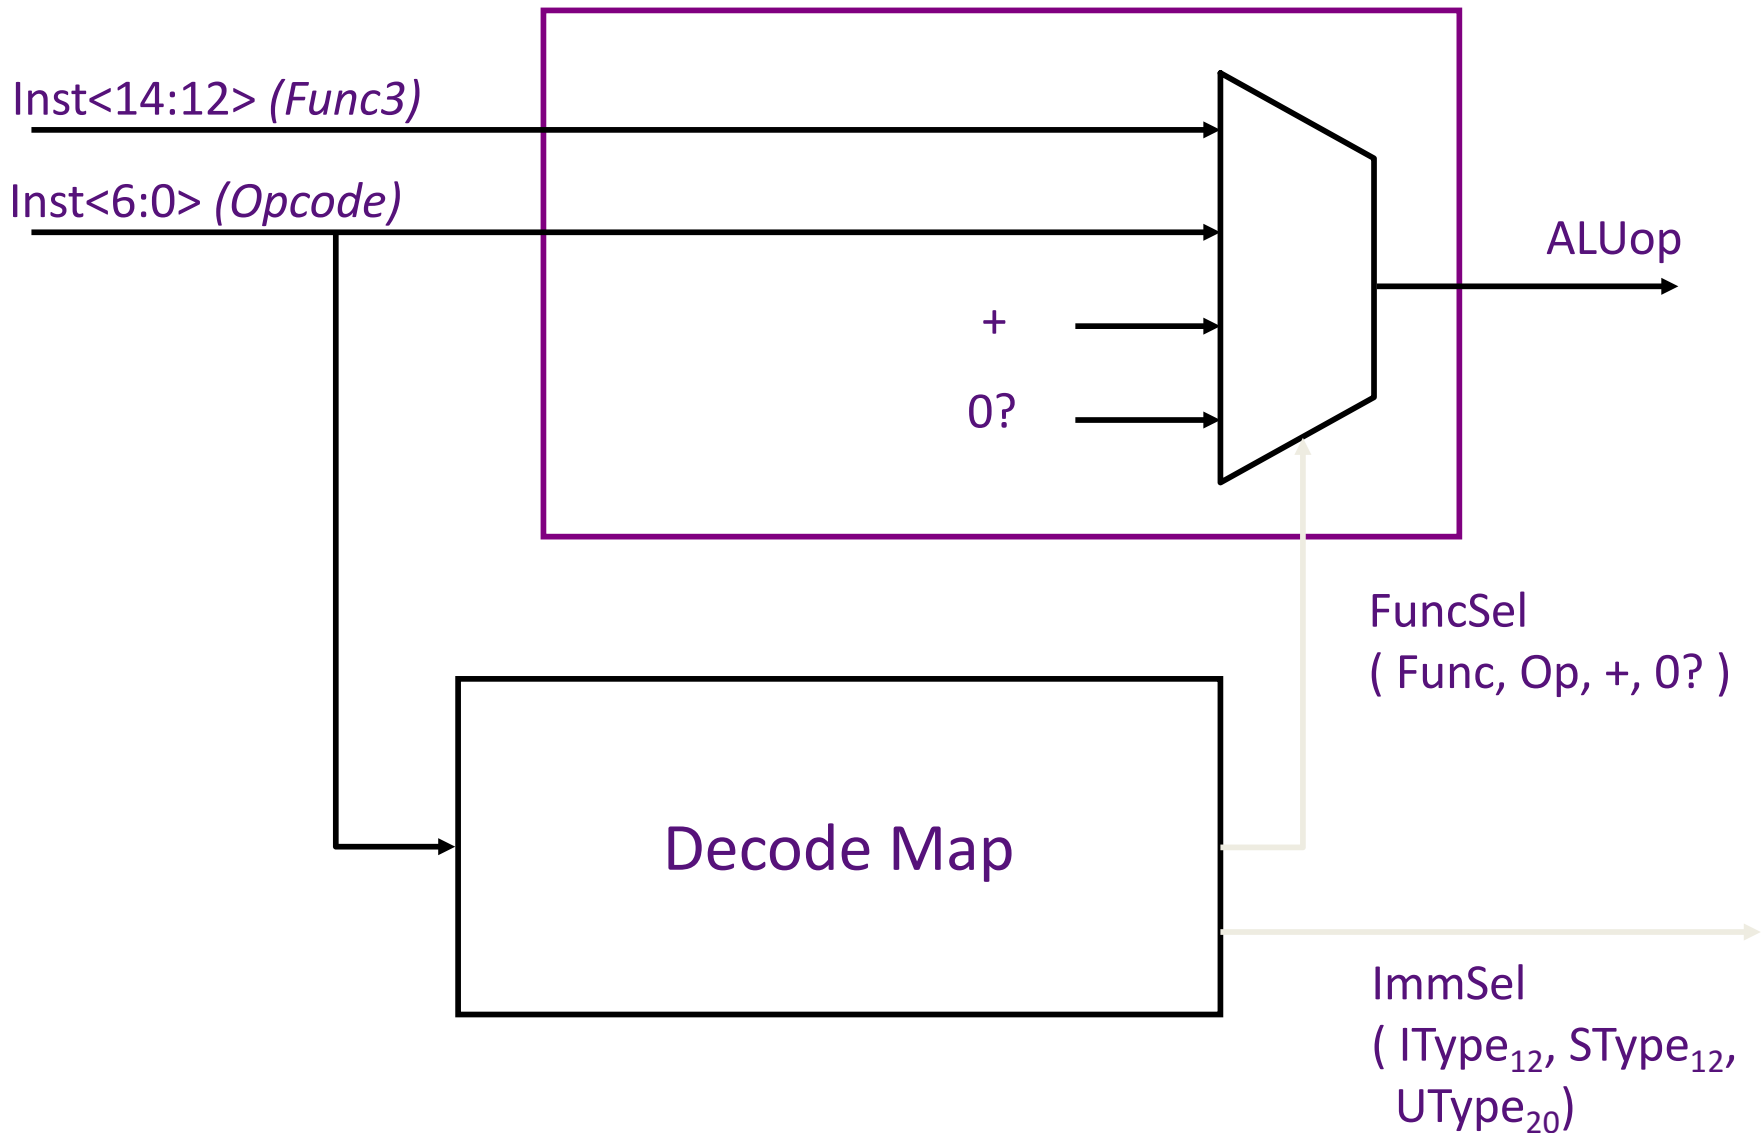 Inst<14:12> (Func3)
Inst<6:0> (Opcode)
ALUop
+
0?
FuncSel
( Func, Op, +, 0? )
Decode Map
ImmSel
( IType12, SType12,
UType20)